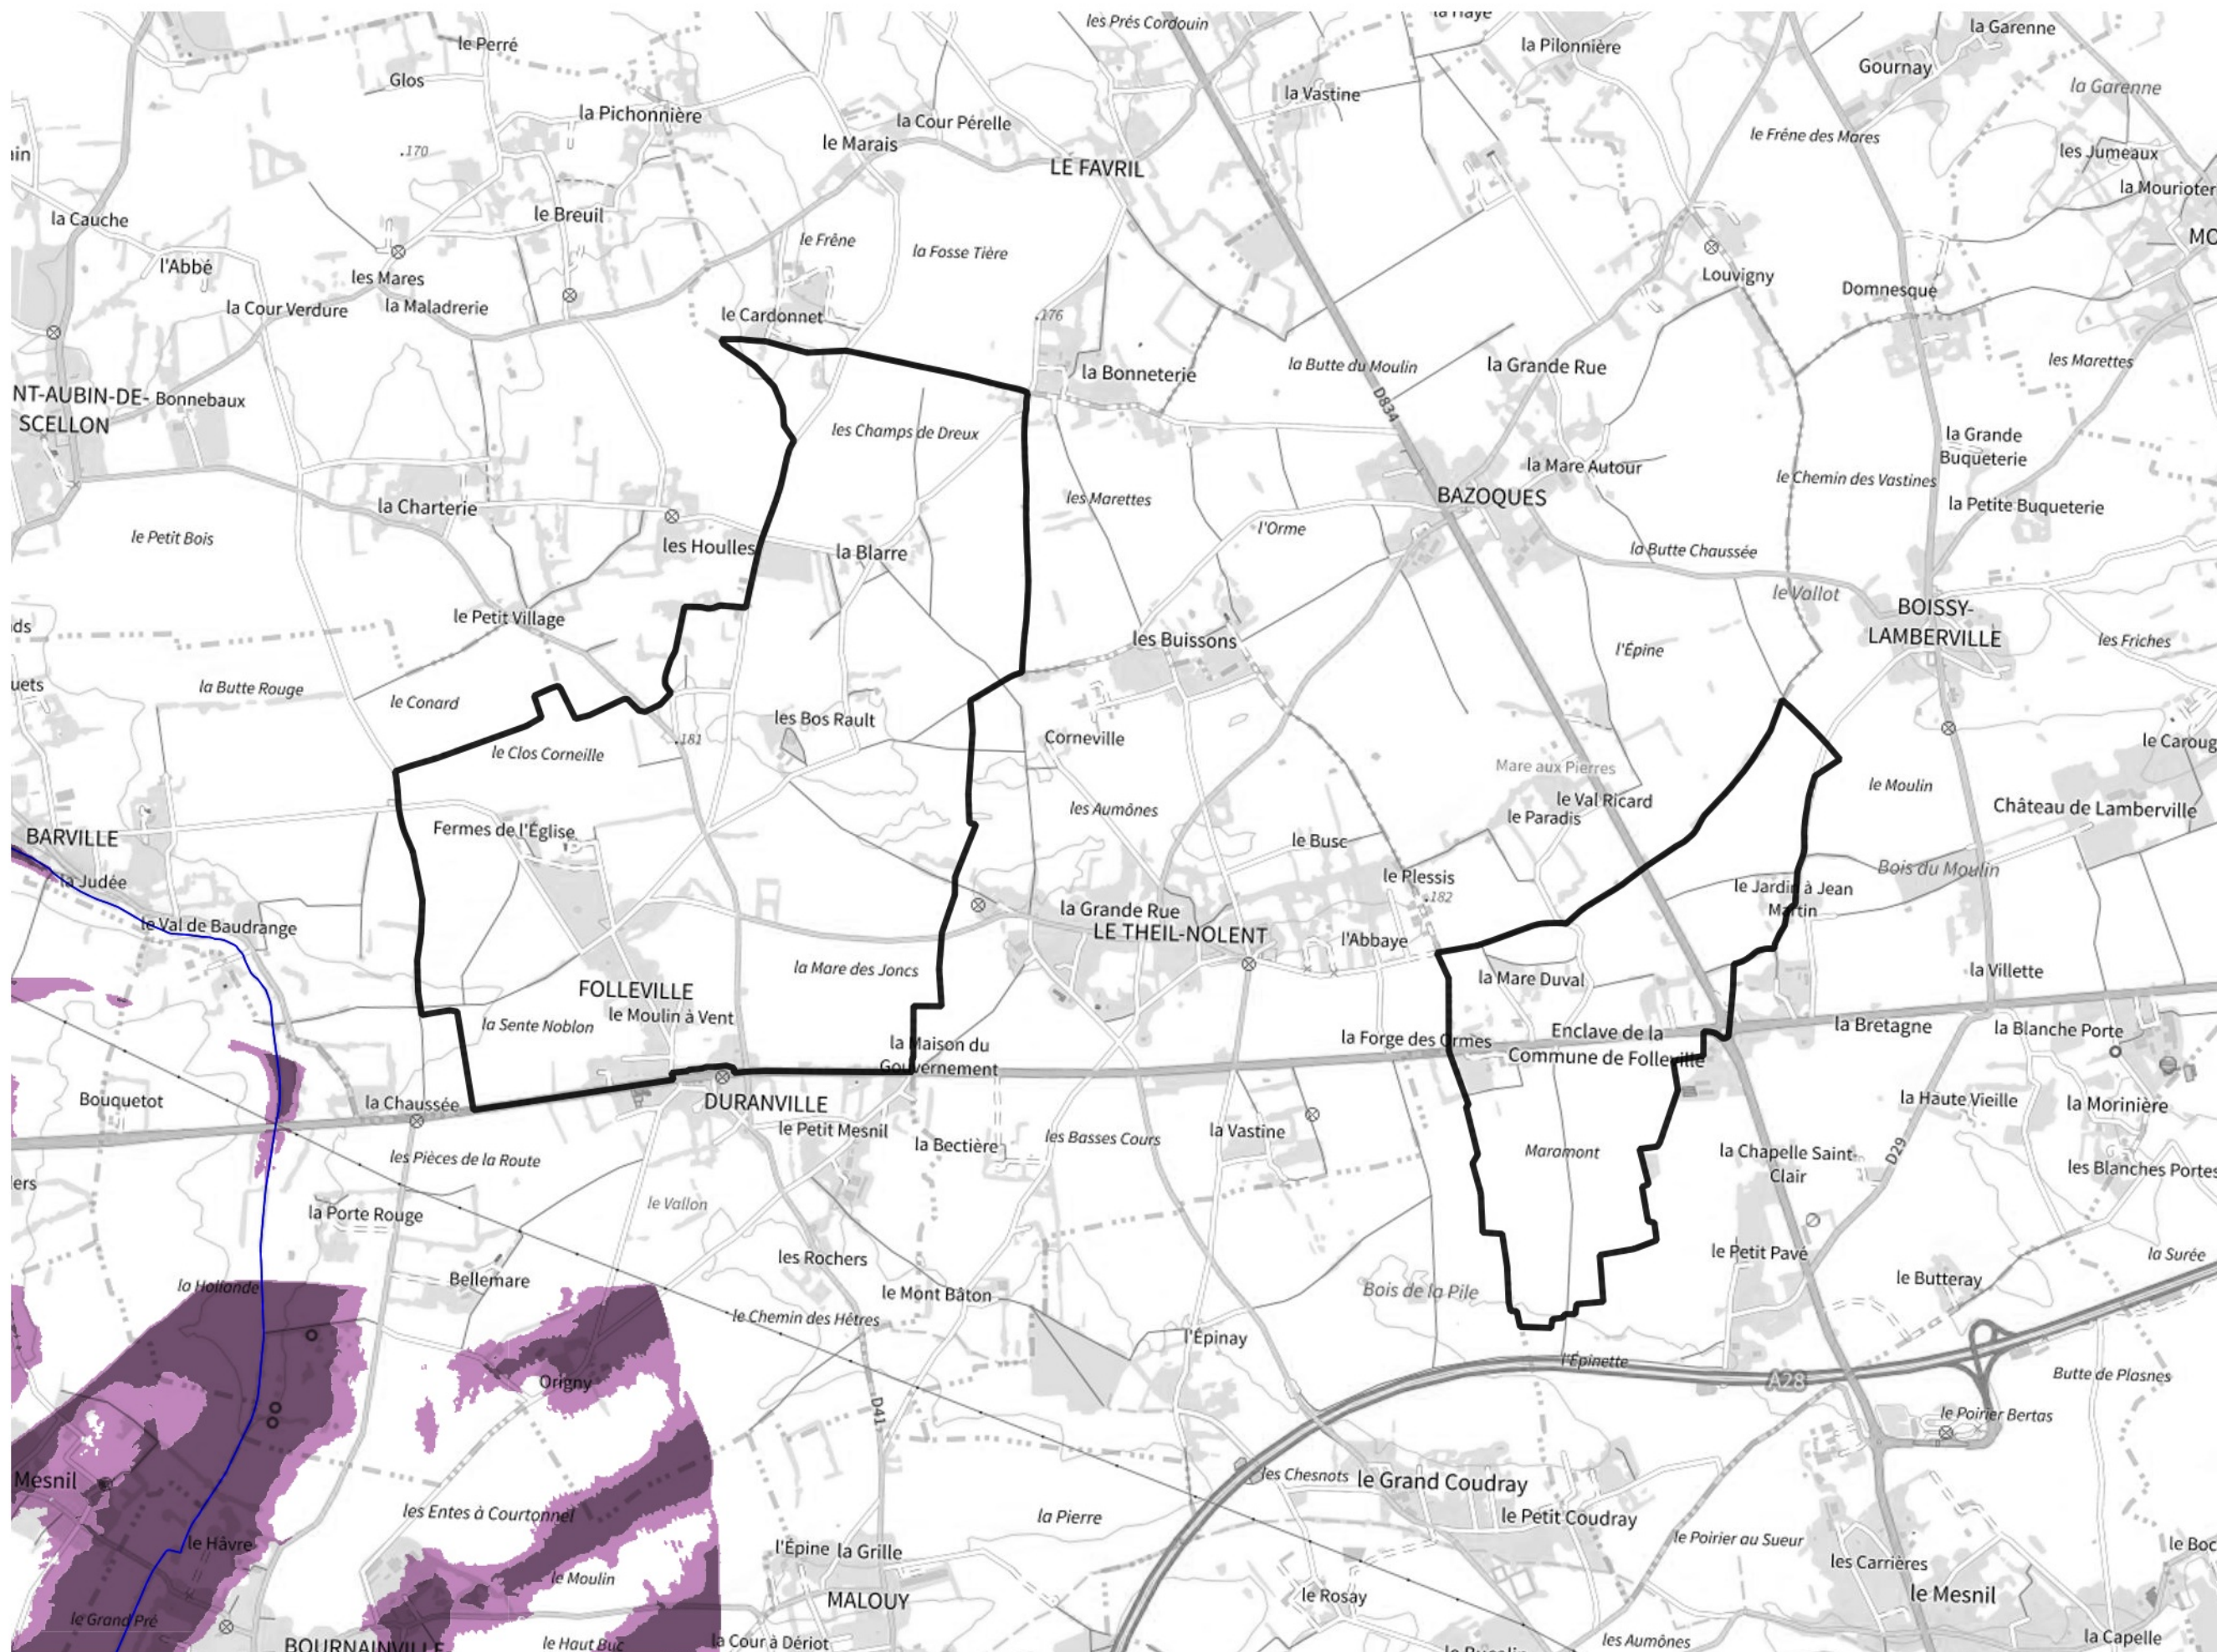 les Prés Cordouin
la Haye
la Garenne
le Perré
la Pilonnière
Gournay
Glos
la Garenne
la Vastine
la Pichonnière
la Cour Pérelle
le Frêne des Mares
.170
le Marais
les Jumeaux
ain
LE FAVRIL
la Mourioter
la Cauche
le Breuil
le Frêne
la Fosse Tière
MO
l'Abbé
les Mares
Louvigny
Domnesque
la Cour Verdure
la Maladrerie
le Cardonnet
.176
la Bonneterie
la Butte du Moulin
la Grande Rue
les Marettes
D834
NT-AUBIN-DE-
SCELLON
Bonnebaux
les Champs de Dreux
la Grande
Buqueterie
la Mare Autour
le Chemin des Vastines
BAZOQUES
les Marettes
la Charterie
la Petite Buqueterie
l'Orme
le Petit Bois
les Houlles
la Blarre
la Butte Chaussée
le Vallot
le Petit Village
BOISSY-
LAMBERVILLE
ds
les Buissons
les Friches
l'Épine
uets
la Butte Rouge
le Conard
les Bos Rault
.181
Corneville
le Caroug
le Clos Corneille
Mare aux Pierres
le Moulin
le Val Ricard
le Paradis
les Aumônes
Château de Lamberville
BARVILLE
Fermes de l'Église
le Busc
la Judée
le Plessis
.182
Bois du Moulin
le Jardin à Jean
Martin
la Grande Rue
le Val de Baudrange
LE THEIL-NOLENT
l'Abbaye
la Mare des Joncs
la Mare Duval
la Villette
FOLLEVILLE
le Moulin à Vent
la Sente Noblon
la Maison du
Gouvernement
la Forge des Ormes
Enclave de la
Commune de Folleville
la Bretagne
la Blanche Porte
Bouquetot
la Chaussée
DURANVILLE
la Haute Vieille
la Morinière
le Petit Mesnil
la Bectière
les Basses Cours
la Vastine
les Pièces de la Route
Maramont
la Chapelle Saint-
Clair
D29
les Blanches Portes
ers
la Porte Rouge
le Vallon
les Rochers
le Petit Pavé
la Surée
la Hollande
Bellemare
le Mont Bâton
Bois de la Pile
le Butteray
le Chemin des Hêtres
l'Épinay
l'Épinette
A28
Butte de Plasnes
Origny
D41
le Poirier Bertas
Mesnil
les Chesnots
le Grand Coudray
les Entes à Courtonnel
la Pierre
le Petit Coudray
le Poirier au Sueur
le Hâvre
l'Épine
la Grille
les Carrières
le Boc
le Moulin
MALOUY
le Rosay
le Mesnil
le Grand Pré
BOURNAINVILLE
le Haut Buc
la Cour à Dériot
les Aumônes
la Capelle